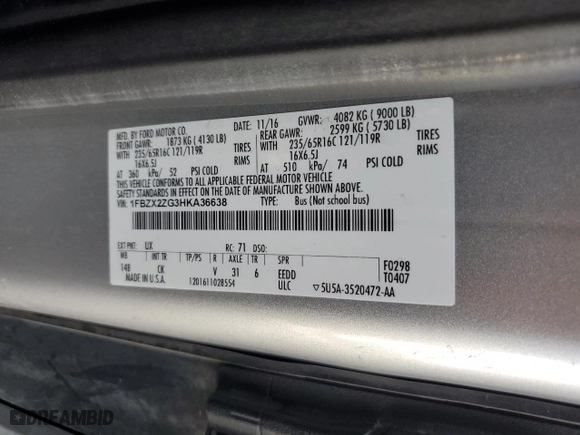 MFD. BY FORD MOTOR CO.
11/16 GVWR: 4082 KG ( 9000 LB)
FRONT GAWR: 1873 KG ( 4130 LB) REAR GAWR: 2599 KG ( 5730 LB)
WITH 235/65R16C 121/119R TIRES WITH 235/65R16C 121/119R TIRES
16X6.5J RIMS 16X6.5J RIMS
AT 360 kPa/ 52 PSI COLD AT 510 kPa/ 74 PSI COLD
THIS VEHICLE CONFORMS TO ALL APPLICABLE FEDERAL MOTOR VEHICLE
SAFETY STANDARDS IN EFFECT ON THE DATE OF MANUFACTURE SHOWN ABOVE.
VIN: 1FBZX2ZG3HKA36638 TYPE: Bus (Not school bus)
EXT PNT: UX RC: 71 DSO:
WB INT TR TP/PS R AXLE TR SPR F0298
148 CK V 31 6 EEDD T0407
MADE IN U.S.A. 1201611028554 ULC ▽5U5A-3520472-AA
DREAMBID